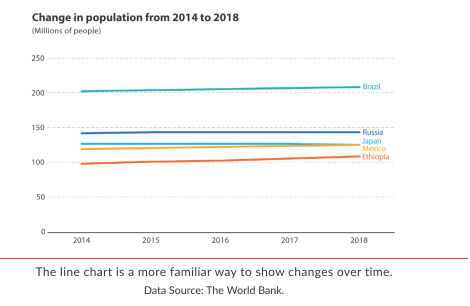 Change in population from 2014 to 2018
(Millions of people)
250
200
150
100
50
0
Brazil
Russia
Japan
Mexico
Ethiopia
2014 2015 2016 2017 2018
The line chart is a more familiar way to show changes over time.
Data Source: The World Bank.